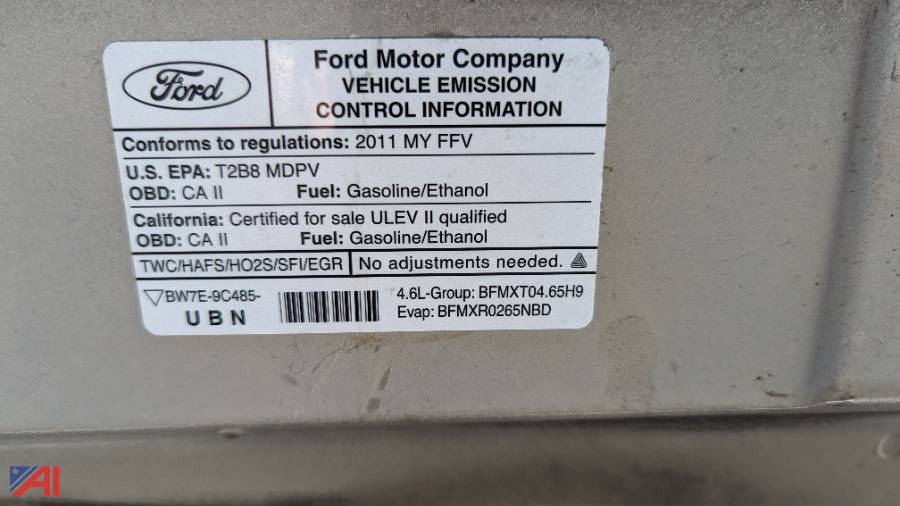 Ford
Ford Motor Company
VEHICLE EMISSION
CONTROL INFORMATION
Conforms to regulations: 2011 MY FFV
U.S. EPA: T2B8 MDPV
OBD: CA II Fuel: Gasoline/Ethanol
California: Certified for sale ULEV II qualified
OBD: CA II Fuel: Gasoline/Ethanol
TWC/HAFS/HO2S/SFI/EGR No adjustments needed.
BW7E-9C485-
UBN
4.6L-Group: BFMXT04.65H9
Evap: BFMXR0265NBD
AI